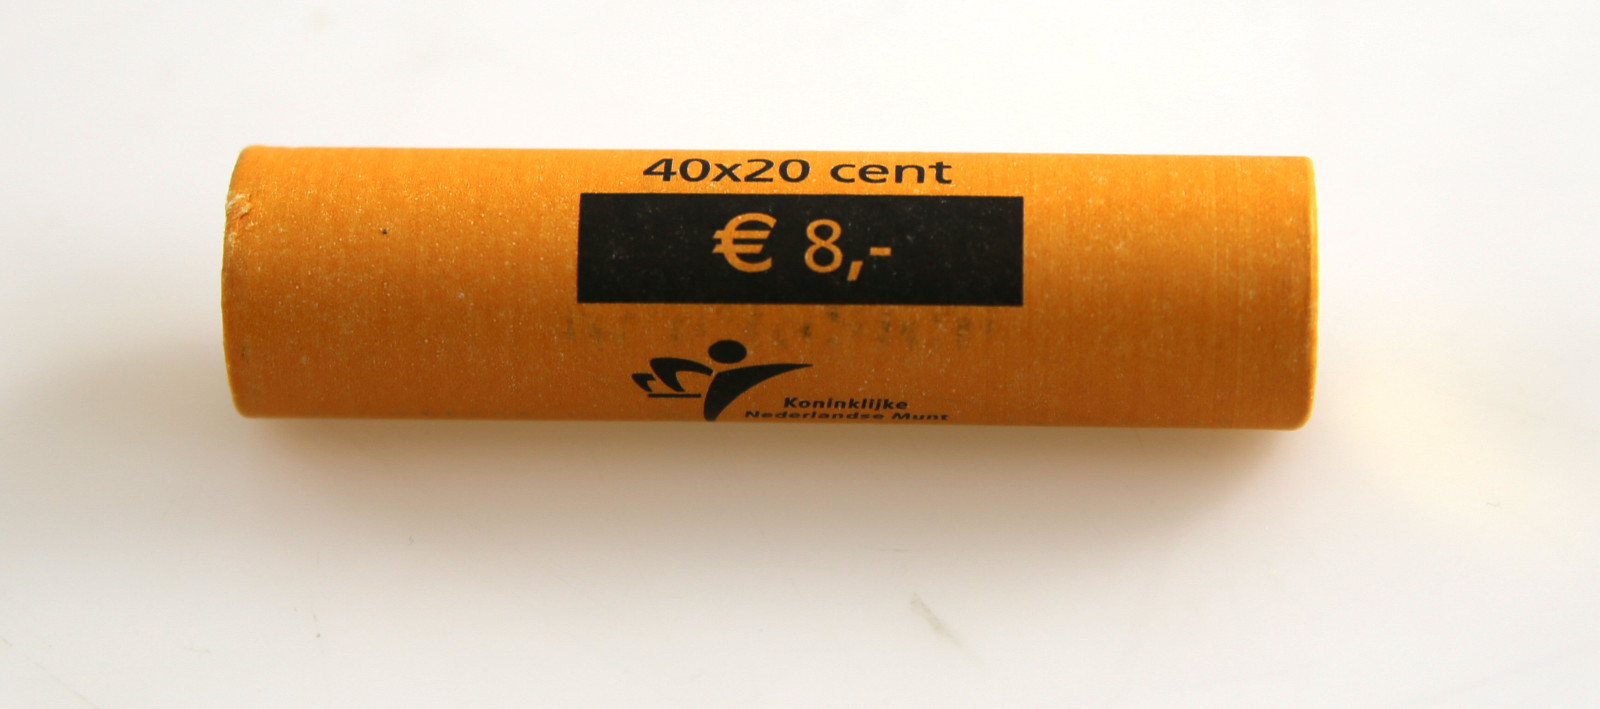 40x20 cent
€ 8,-
Koninklijke
Nederlandse Munt